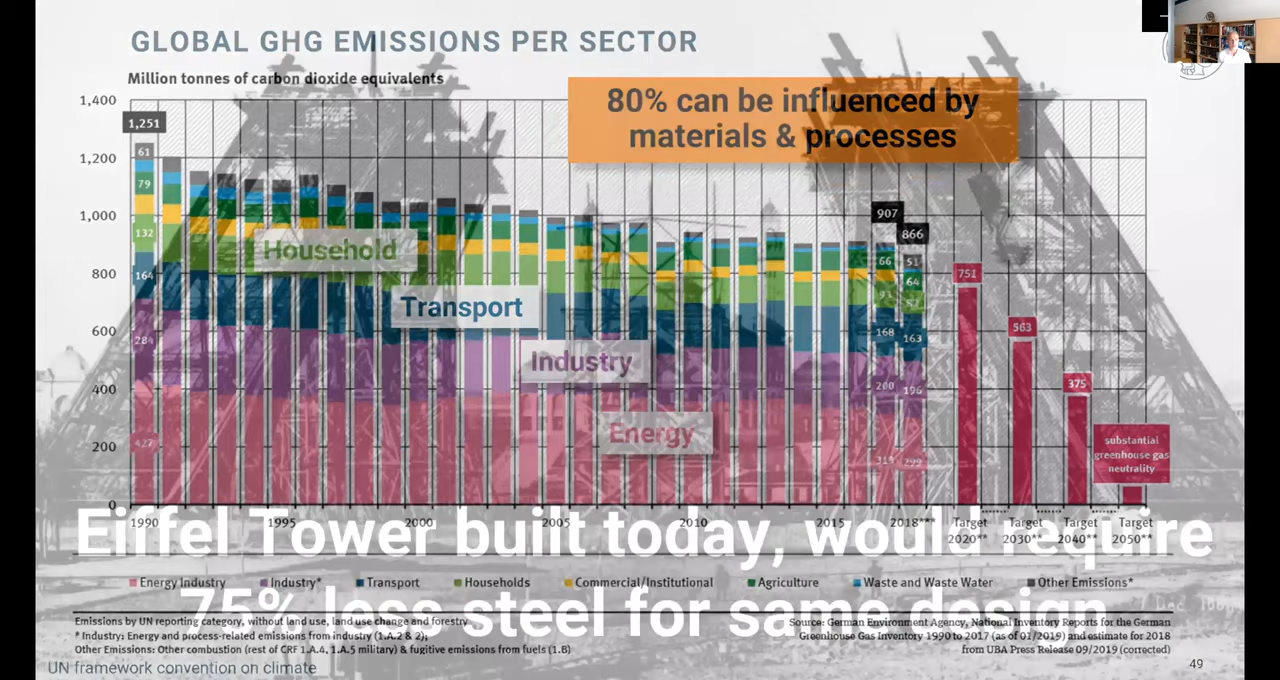 GLOBAL GHG EMISSIONS PER SECTOR
Million tonnes of carbon dioxide equivalents
80% can be influenced by
materials & processes
1,400
1,200
1,000
800
600
400
200
0
1,251
61
79
132
164
284
427
Household
Transport
Industry
Energy
907
66
93
168
200
319
866
51
64
163
196
299
751
563
375
substantial
greenhouse gas
neutrality
1990 1995 2000 2005 2010 2015 2018***
Target 2020**
Target 2030**
Target 2040**
Target 2050**
Eiffel Tower built today, would require
75% less steel for same design
Energy Industry Industry* Transport Households Commercial/Institutional Agriculture Waste and Waste Water Other Emissions*
Emissions by UN reporting category, without land use, land use change and forestry
* Industry: Energy and process-related emissions from industry (1.A.2 & 2);
Other Emissions: Other combustion (rest of CRF 1.A.4, 1.A.5 military) & fugitive emissions from fuels (1.B)
Source: German Environment Agency, National Inventory Reports for the German
Greenhouse Gas Inventory 1990 to 2017 (as of 01/2019) and estimate for 2018
from UBA Press Release 09/2019 (corrected)
UN framework convention on climate
49